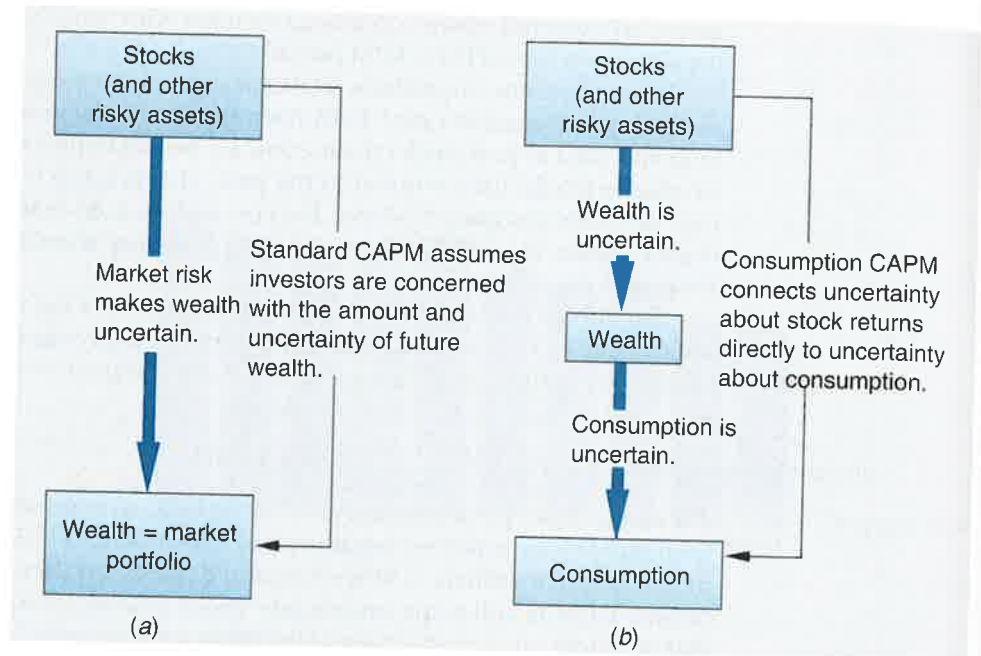 Stocks
(and other
risky assets)
Market risk
makes wealth
uncertain.
Standard CAPM assumes
investors are concerned
with the amount and
uncertainty of future
wealth.
Wealth = market
portfolio
(a)
Stocks
(and other
risky assets)
Wealth is
uncertain.
Wealth
Consumption is
uncertain.
Consumption CAPM
connects uncertainty
about stock returns
directly to uncertainty
about consumption.
Consumption
(b)